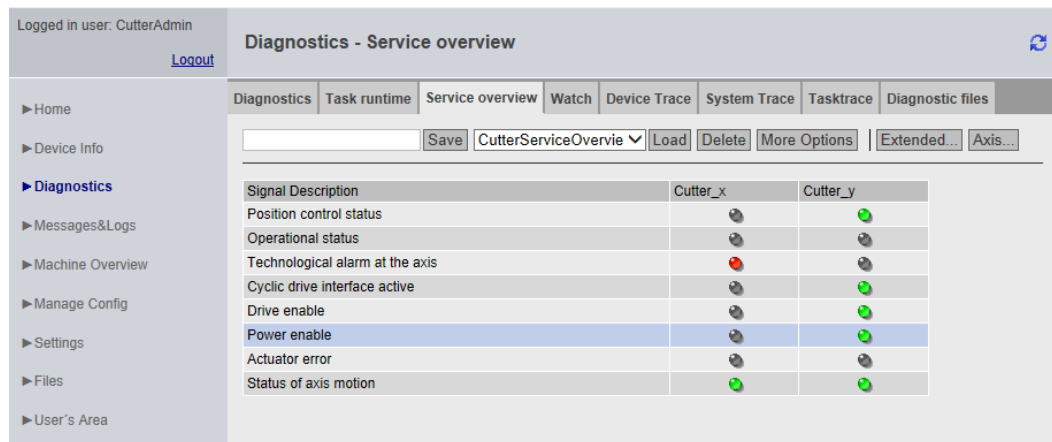 Logged in user: CutterAdmin
Logout
Diagnostics - Service overview
►Home
►Device Info
►Diagnostics
►Messages&Logs
►Machine Overview
►Manage Config
►Settings
►Files
►User´s Area
Diagnostics Task runtime Service overview Watch Device Trace System Trace Tasktrace Diagnostic files
Save CutterServiceOvervie Load Delete More Options Extended... Axis...
Signal Description Cutter_x Cutter_y
Position control status
Operational status
Technological alarm at the axis
Cyclic drive interface active
Drive enable
Power enable
Actuator error
Status of axis motion